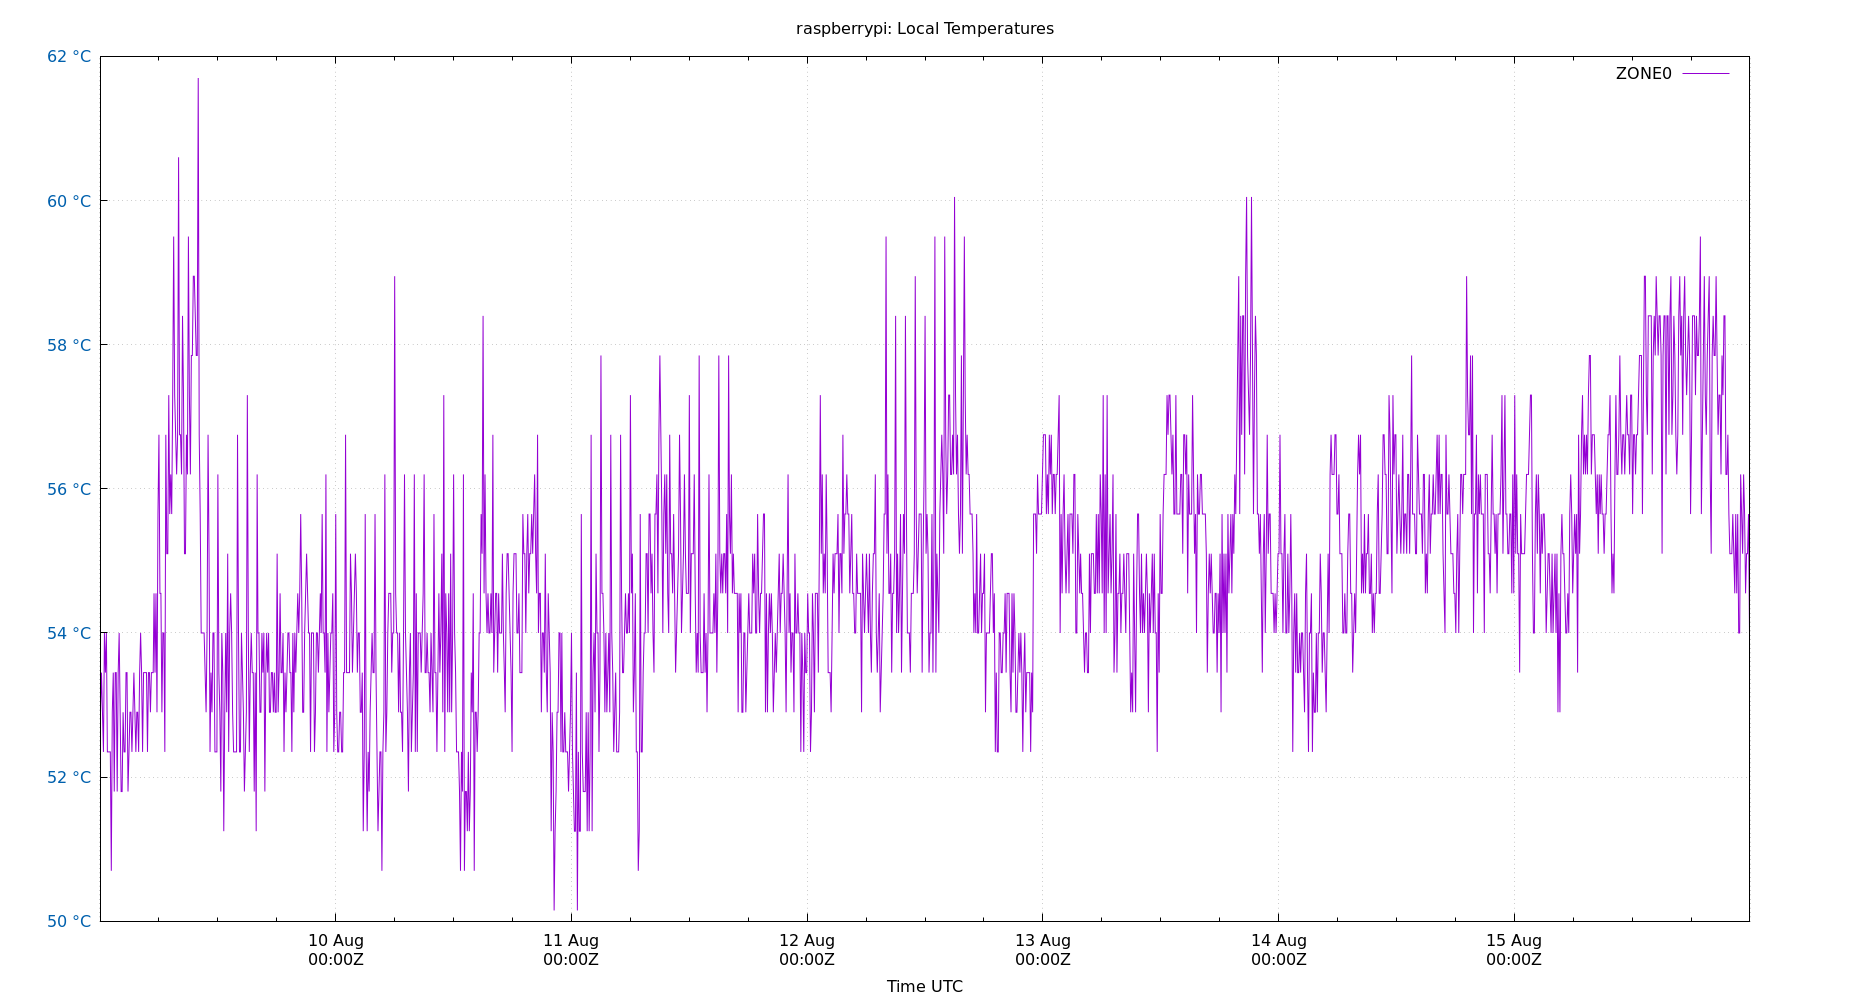 raspberrypi: Local Temperatures
62 °C
ZONE0
60 °C
58 °C
56 °C
54 °C
52 °C
50 °C
10 Aug 11 Aug 12 Aug 13 Aug 14 Aug 15 Aug
00:00Z 00:00Z 00:00Z 00:00Z 00:00Z 00:00Z
Time UTC